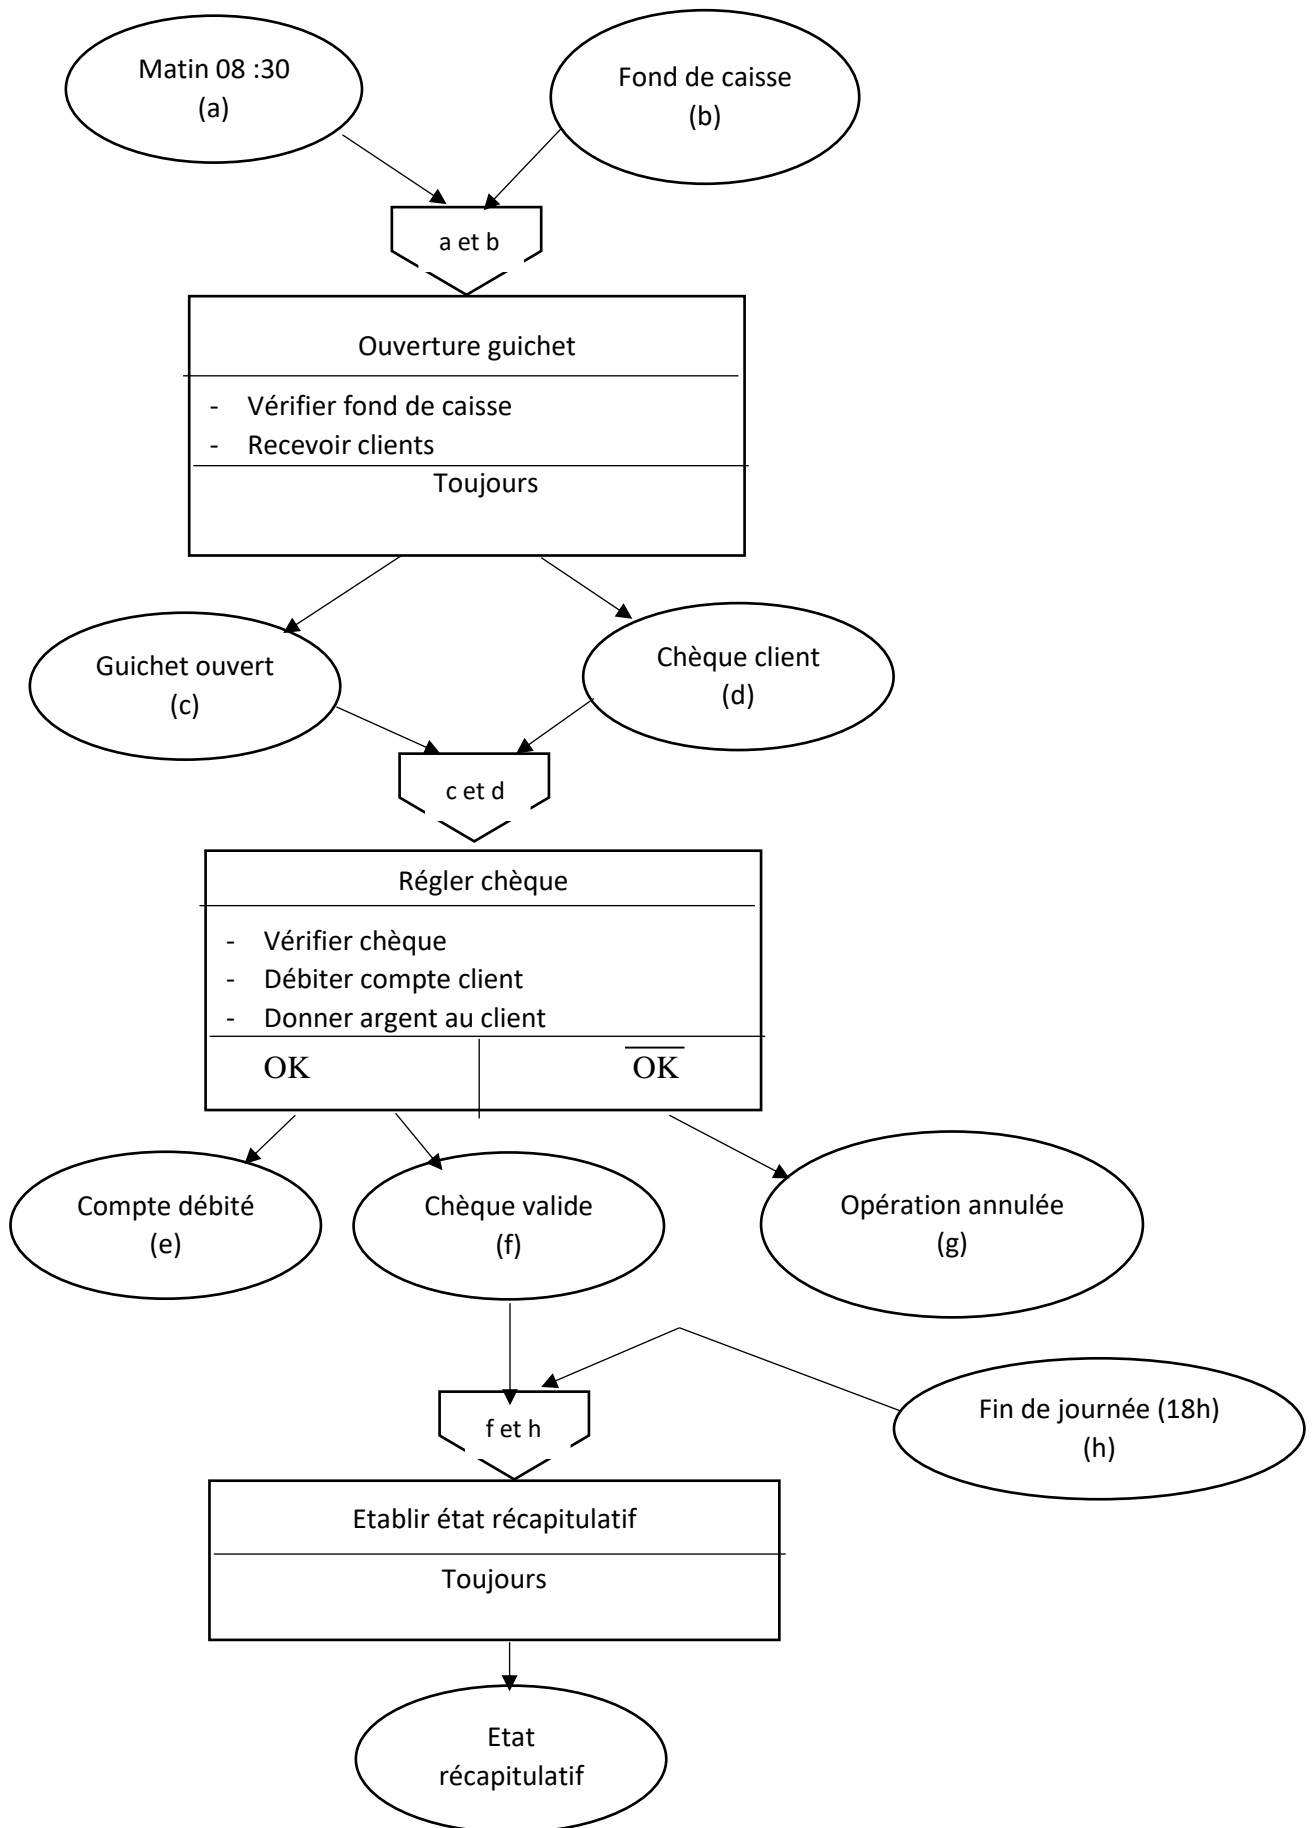 Matin 08 :30
(a)
Fond de caisse
(b)
a et b
Ouverture guichet
- Vérifier fond de caisse
- Recevoir clients
Toujours
Guichet ouvert
(c)
Chèque client
(d)
c et d
Régler chèque
- Vérifier chèque
- Débiter compte client
- Donner argent au client
OK
O̅K̅
Compte débité
(e)
Chèque valide
(f)
Opération annulée
(g)
Fin de journée (18h)
(h)
f et h
Etablir état récapitulatif
Toujours
Etat
récapitulatif